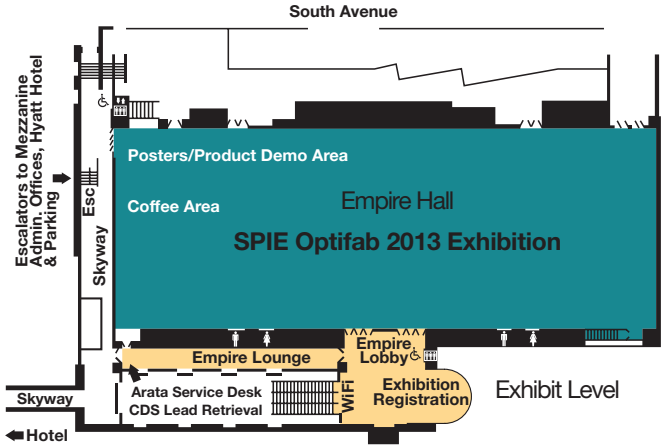 South Avenue
Escalators to Mezzanine
Admin. Offices, Hyatt Hotel
& Parking
Esc
Skyway
Posters/Product Demo Area
Coffee Area
Empire Hall
SPIE Optifab 2013 Exhibition
Empire
Lobby
Empire Lounge
Arata Service Desk
CDS Lead Retrieval
WiFi
Exhibition
Registration
Exhibit Level
Skyway
Hotel